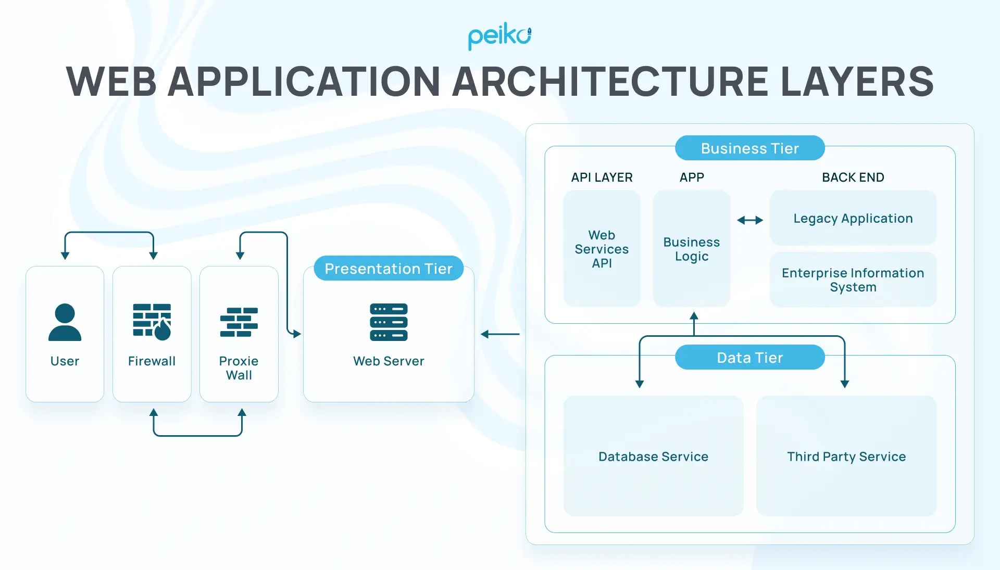 peiko
WEB APPLICATION ARCHITECTURE LAYERS
User
Firewall
Proxie
Wall
Presentation Tier
Web Server
Business Tier
API LAYER
Web
Services
API
APP
Business
Logic
BACK END
Legacy Application
Enterprise Information
System
Data Tier
Database Service
Third Party Service